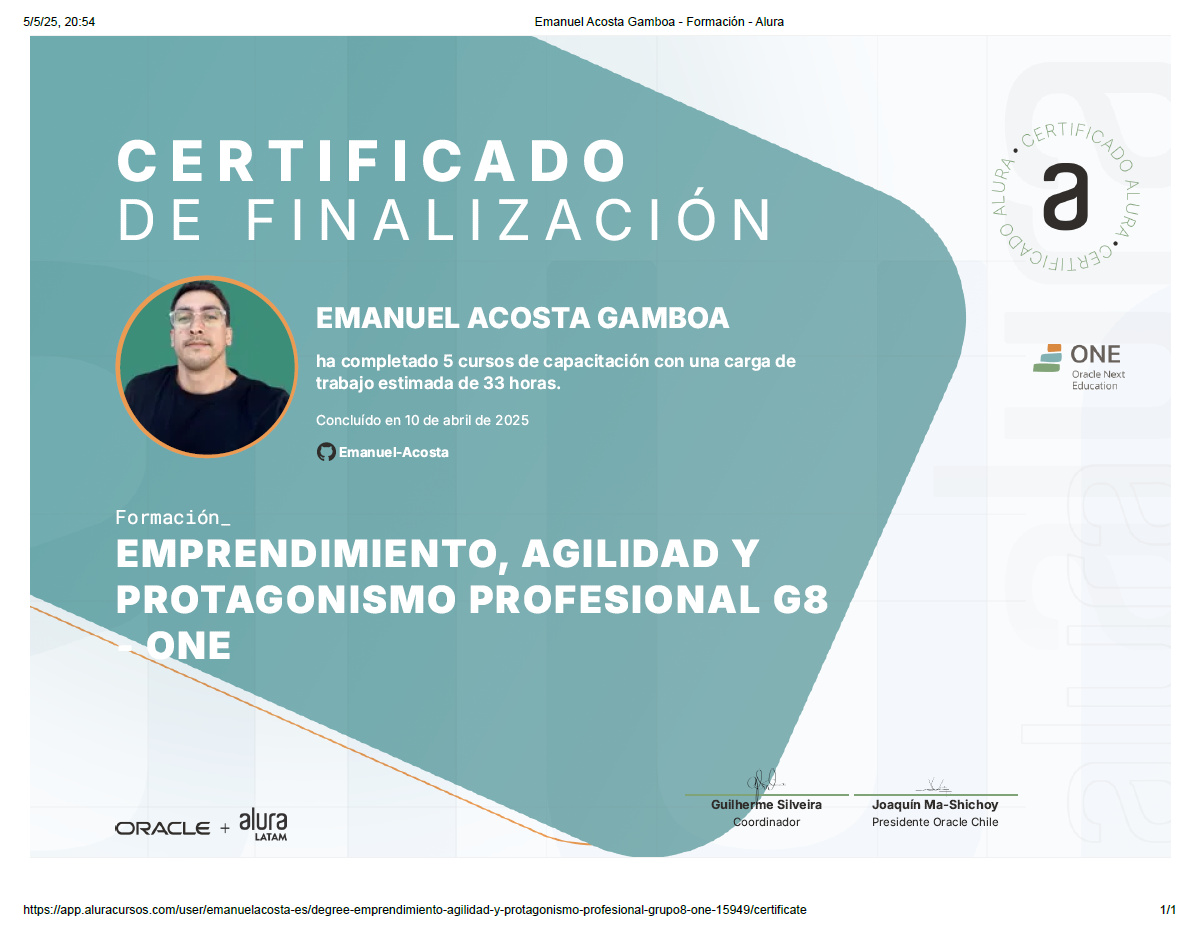 5/5/25, 20:54
Emanuel Acosta Gamboa - Formación - Alura
CERTIFICADO
DE FINALIZACIÓN
CERTIFICADO ALURA • CERTIFICADO ALURA •
a
EMANUEL ACOSTA GAMBOA
ha completado 5 cursos de capacitación con una carga de
trabajo estimada de 33 horas.
Concluído en 10 de abril de 2025
Emanuel-Acosta
ONE
Oracle Next
Education
Formación_
EMPRENDIMIENTO, AGILIDAD Y
PROTAGONISMO PROFESIONAL G8
- ONE
alura
alura
ORACLE + alura
LATAM
Guilherme Silveira
Coordinador
Joaquín Ma-Shichoy
Presidente Oracle Chile
https://app.aluracursos.com/user/emanuelacosta-es/degree-emprendimiento-agilidad-y-protagonismo-profesional-grupo8-one-15949/certificate
1/1